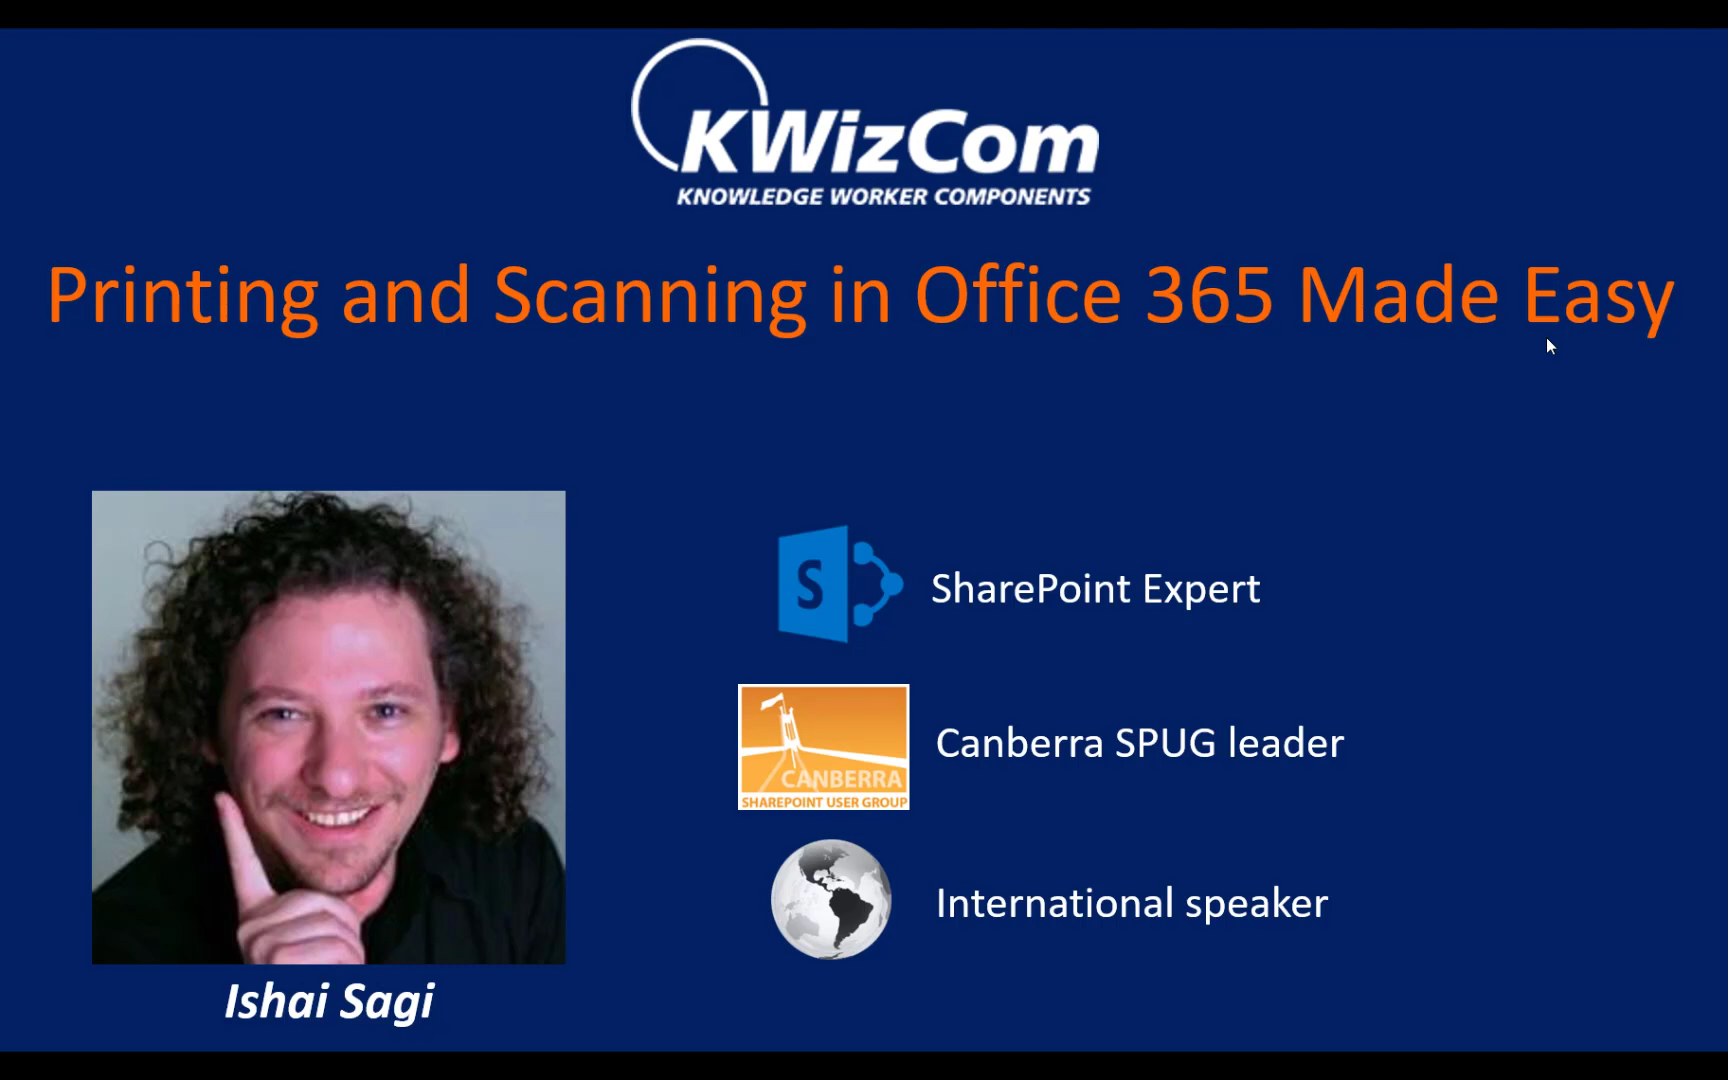 KWizCom
KNOWLEDGE WORKER COMPONENTS
Printing and Scanning in Office 365 Made Easy
S
SharePoint Expert
CANBERRA
SHAREPOINT USER GROUP
Canberra SPUG leader
International speaker
Ishai Sagi